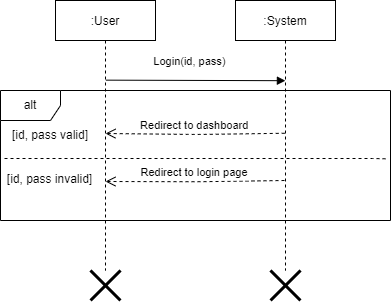 :User
:System
Login(id, pass)
alt
Redirect to dashboard
[id, pass valid]
Redirect to login page
[id, pass invalid]